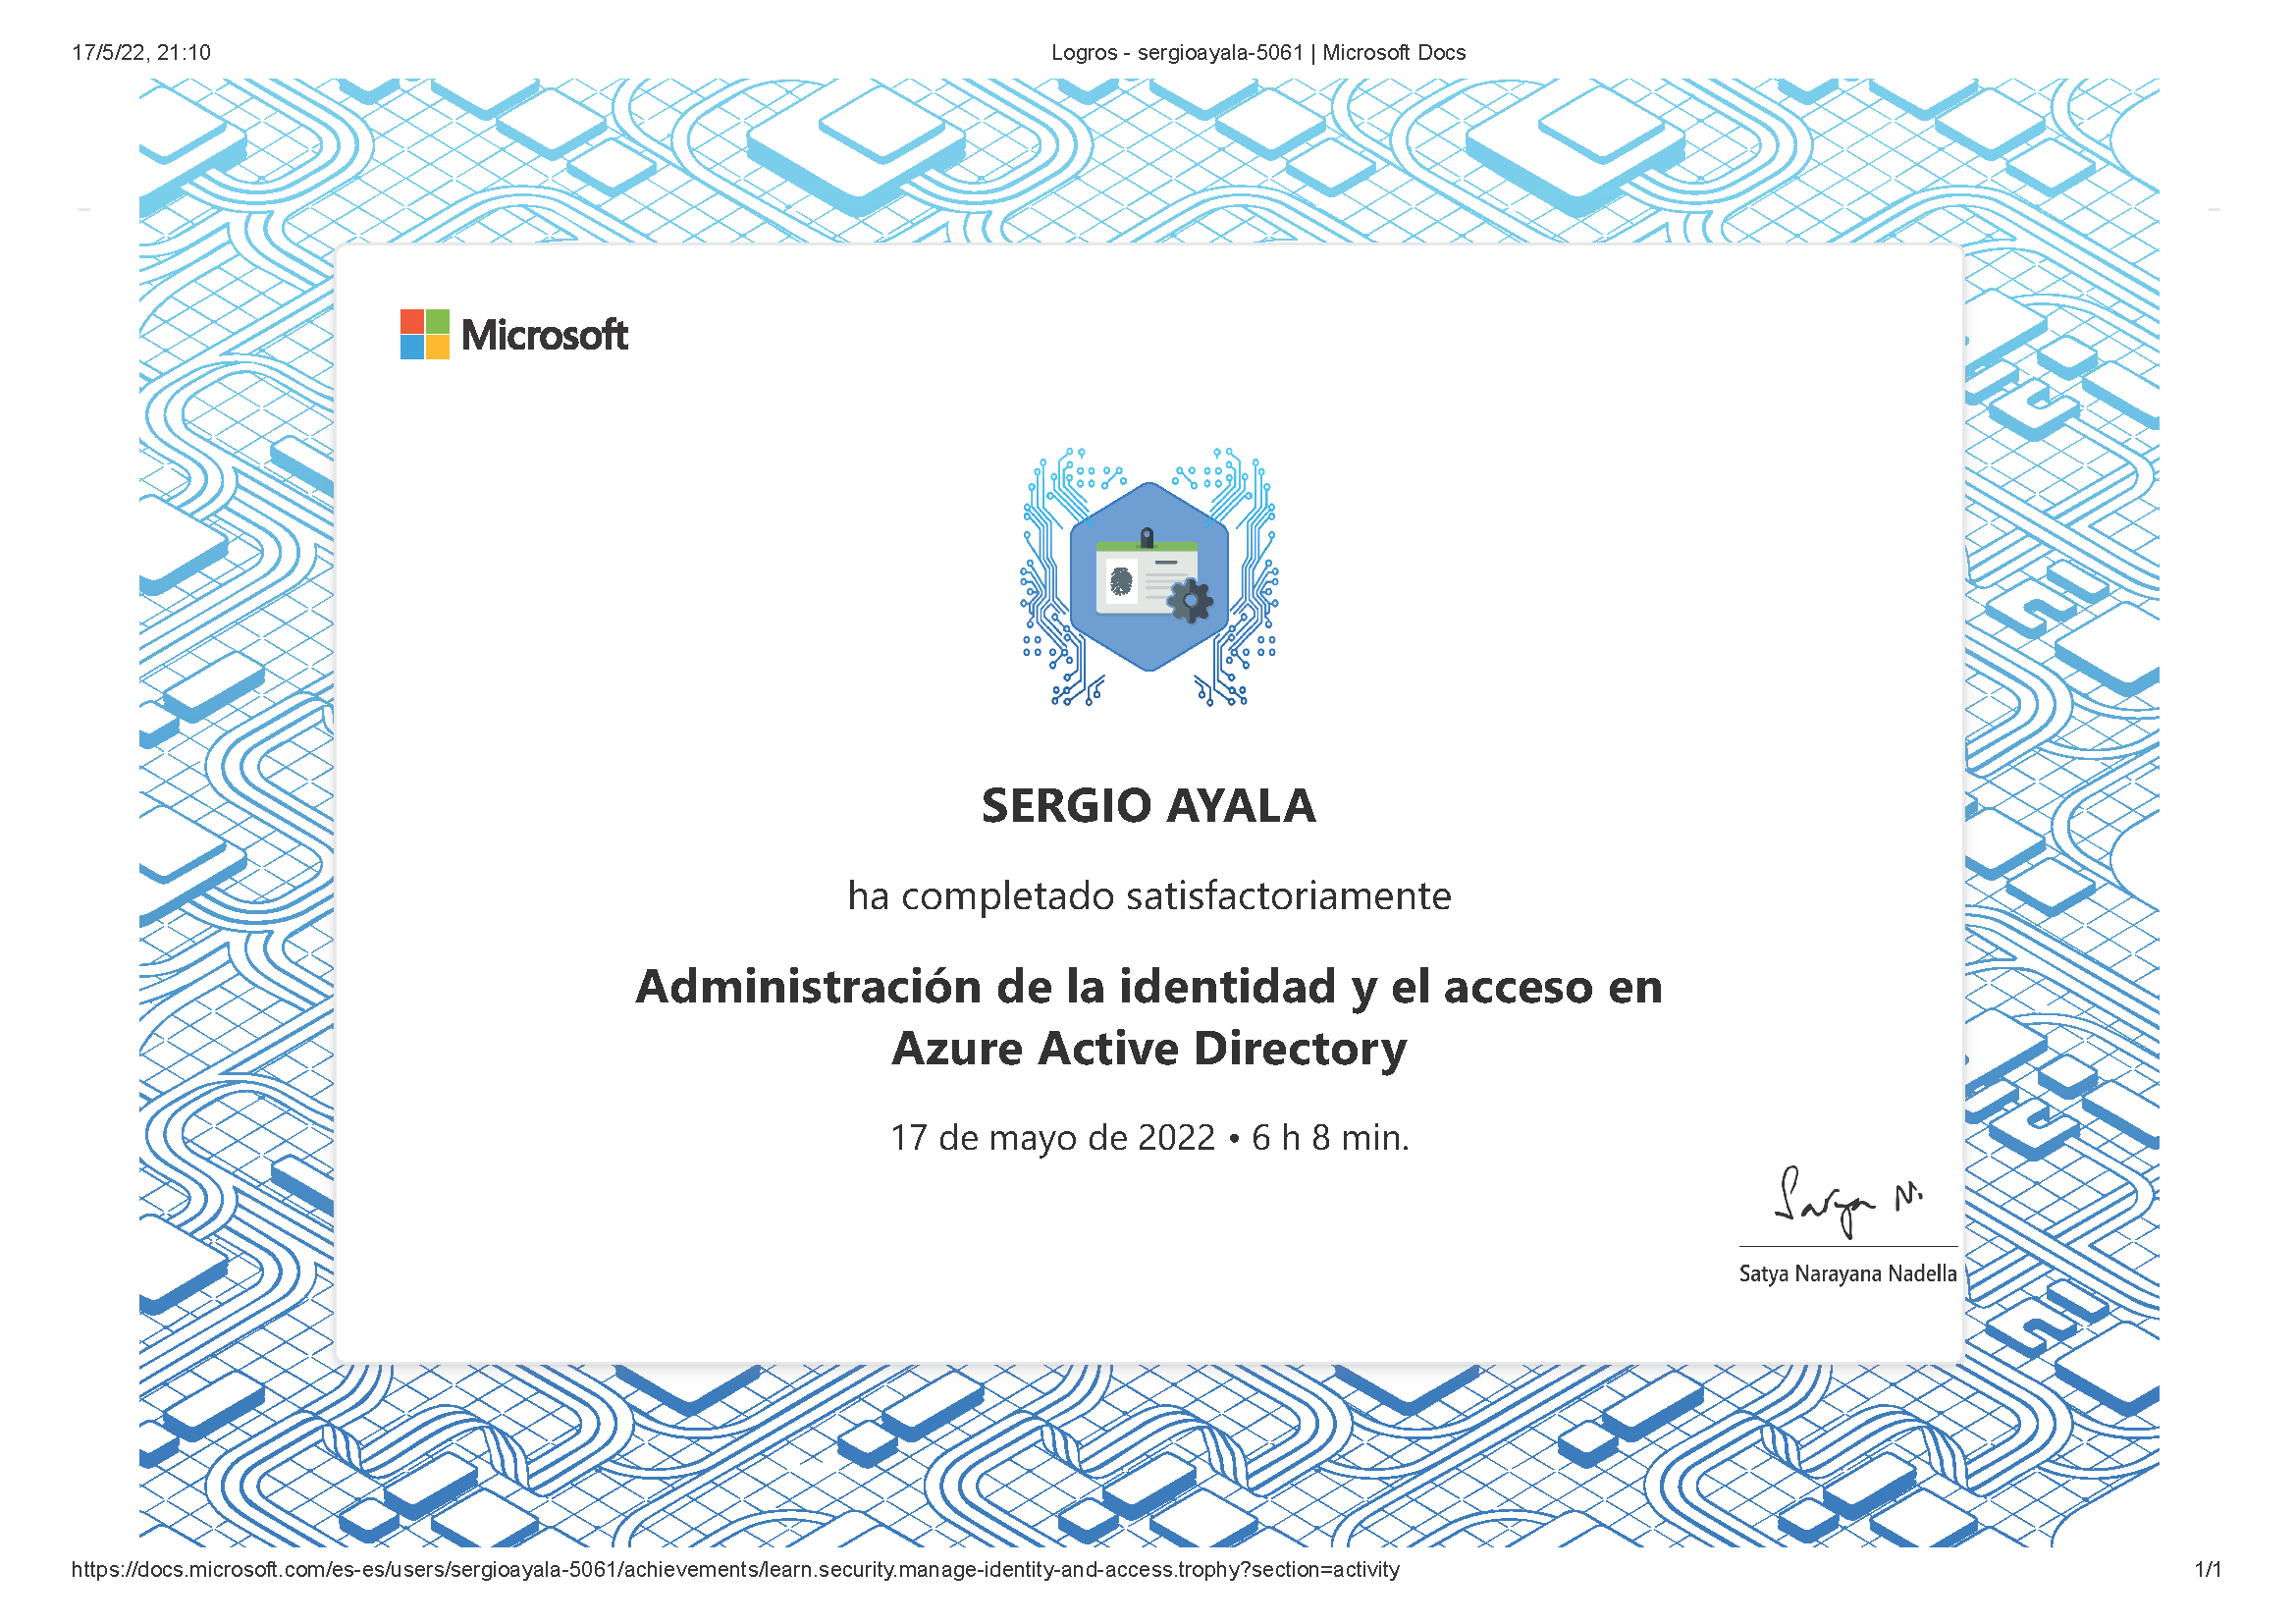 17/5/22, 21:10
Logros - sergioayala-5061 | Microsoft Docs
Microsoft
SERGIO AYALA
ha completado satisfactoriamente
Administración de la identidad y el acceso en
Azure Active Directory
17 de mayo de 2022 • 6 h 8 min.
Satya N.
Satya Narayana Nadella
https://docs.microsoft.com/es-es/users/sergioayala-5061/achievements/learn.security.manage-identity-and-access.trophy?section=activity
1/1